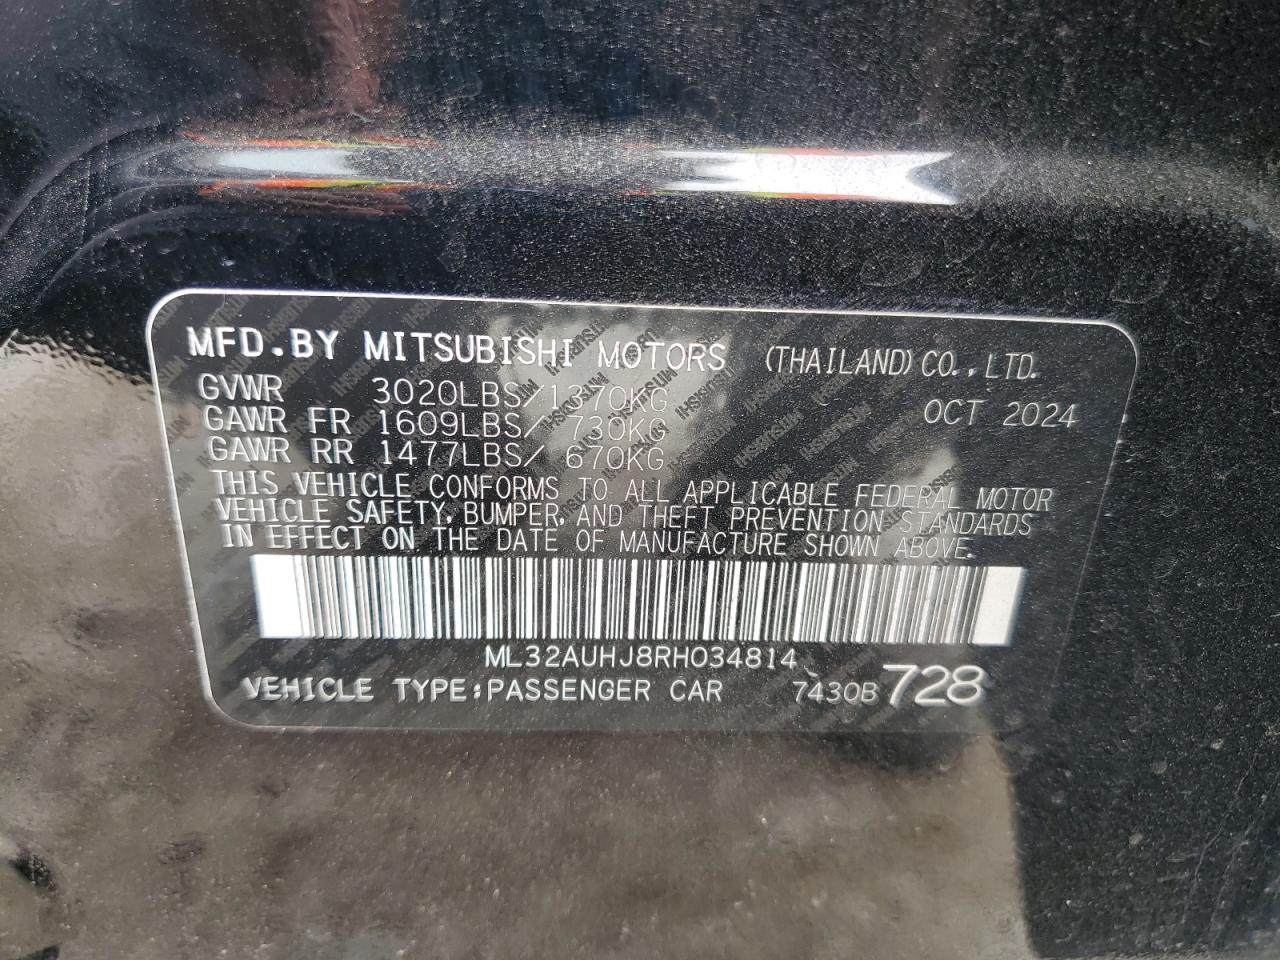 MFD.BY MITSUBISHI MOTORS (THAILAND)CO.,LTD.
GVWR 3020LBS/1370KG OCT 2024
GAWR FR 1609LBS/ 730KG
GAWR RR 1477LBS/ 670KG
THIS VEHICLE CONFORMS TO ALL APPLICABLE FEDERAL MOTOR
VEHICLE SAFETY, BUMPER, AND THEFT PREVENTION STANDARDS
IN EFFECT ON THE DATE OF MANUFACTURE SHOWN ABOVE.
ML32AUHJ8RH034814
VEHICLE TYPE:PASSENGER CAR 7430B 728